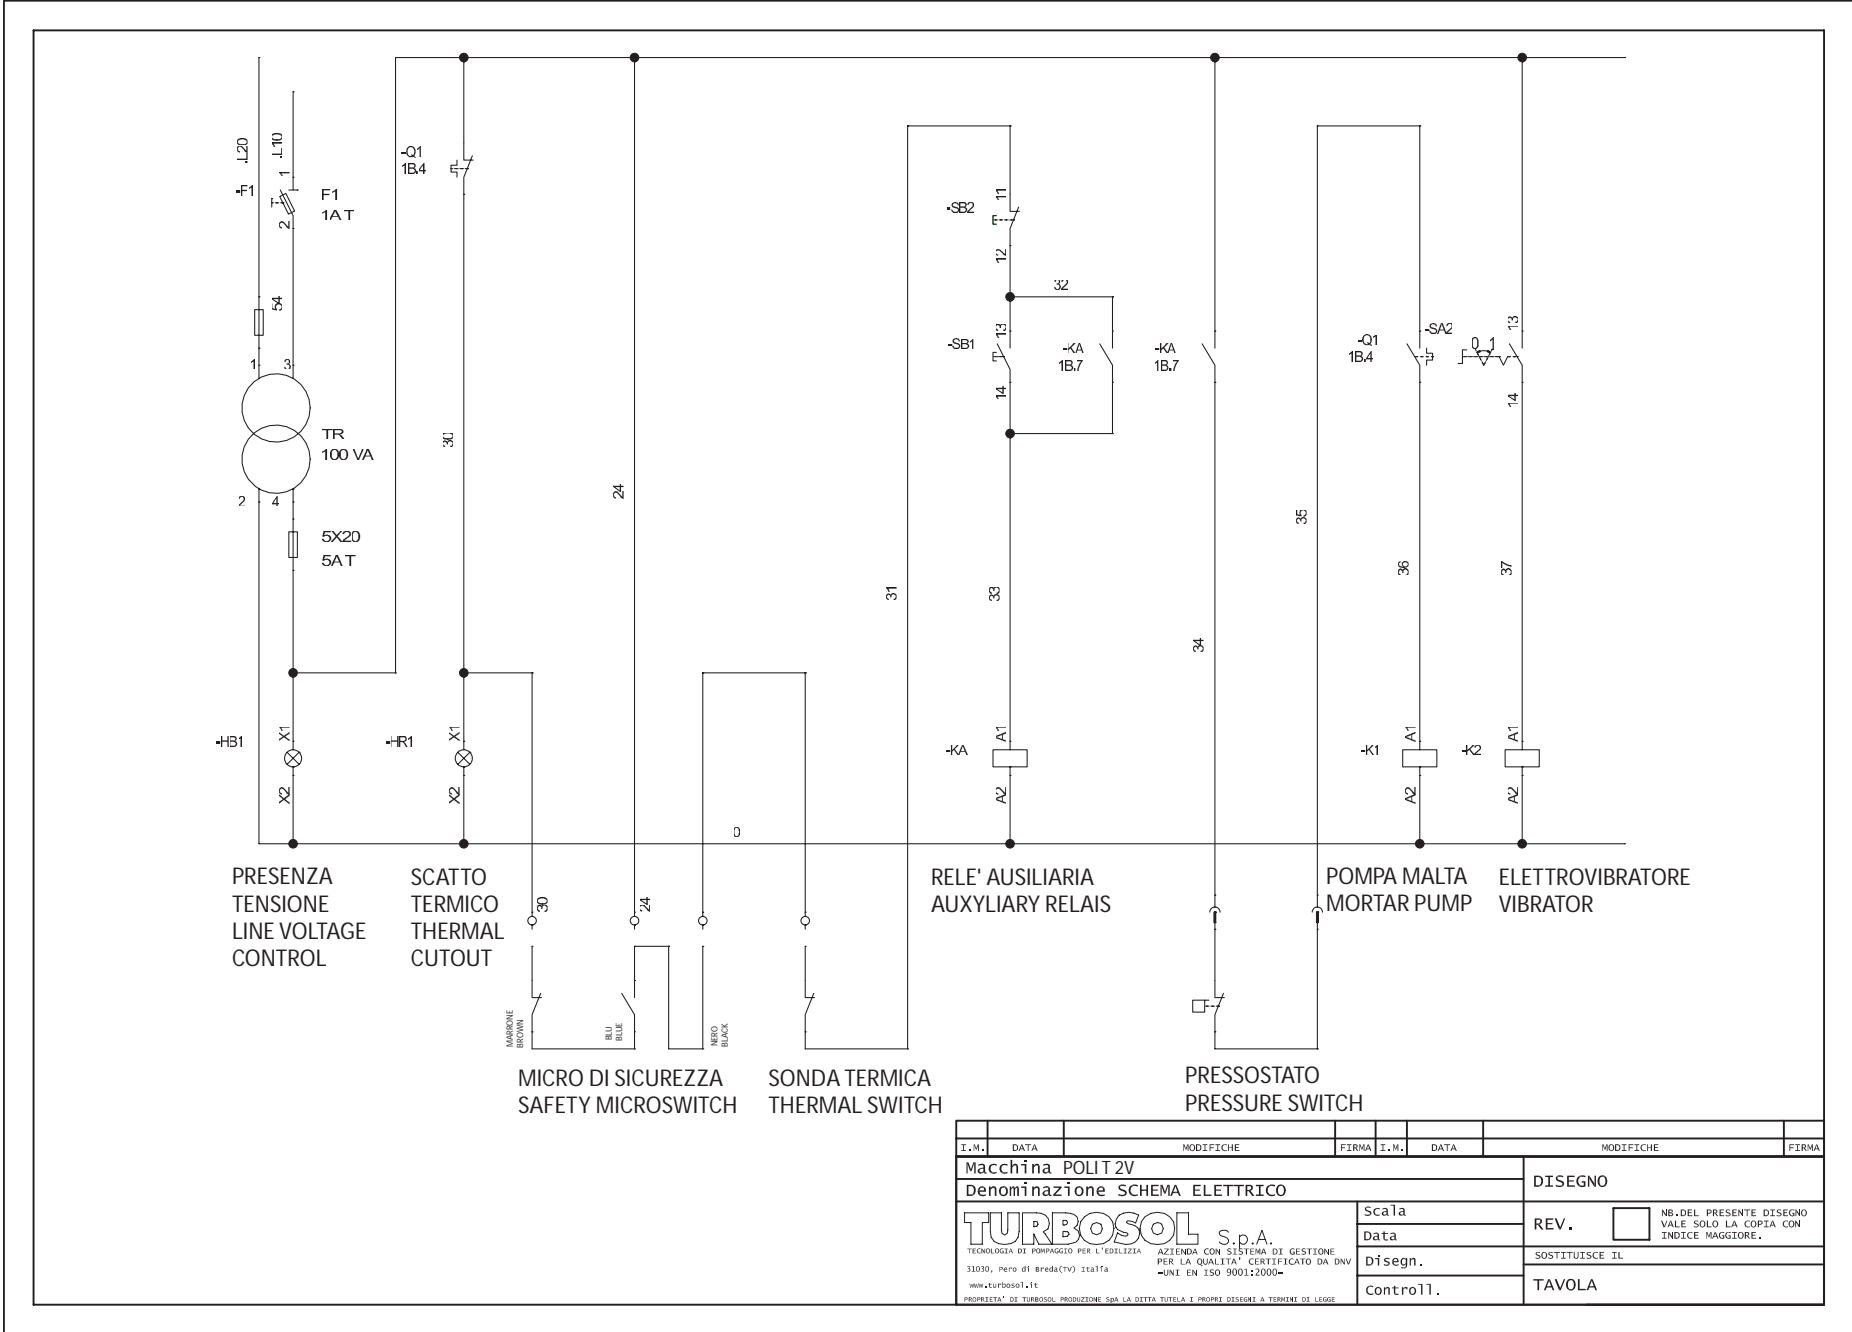 .L20
.L10
1
-F1
F1
1A T
2
54
1
3
TR
100 VA
2
4
5X20
5A T
-HB1
X1
X2
-Q1
1B.4
30
-HR1
X1
X2
24
0
31
-SB2
11
12
32
-SB1
13
14
-KA
1B.7
-KA
1B.7
33
-KA
A1
A2
34
35
-Q1
1B.4
-SA2
0 1
13
14
36
37
-K1
A1
A2
-K2
A1
A2
PRESENZA
TENSIONE
LINE VOLTAGE
CONTROL
SCATTO
TERMICO
THERMAL
CUTOUT
30
24
MARRONE
BROWN
BLU
BLUE
NERO
BLACK
RELE' AUSILIARIA
AUXYLIARY RELAIS
POMPA MALTA
MORTAR PUMP
ELETTROVIBRATORE
VIBRATOR
MICRO DI SICUREZZA
SAFETY MICROSWITCH
SONDA TERMICA
THERMAL SWITCH
PRESSOSTATO
PRESSURE SWITCH
I.M. DATA MODIFICHE FIRMA I.M. DATA MODIFICHE FIRMA
Macchina POLI T 2V
Denominazione SCHEMA ELETTRICO
DISEGNO
TURBOSOL S.p.A.
TECNOLOGIA DI POMPAGGIO PER L'EDILIZIA
31030, Pero di Breda(TV) Italia
www.turbosol.it
AZIENDA CON SISTEMA DI GESTIONE
PER LA QUALITA' CERTIFICATO DA DNV
-UNI EN ISO 9001:2000-
PROPRIETA' DI TURBOSOL PRODUZIONE SpA LA DITTA TUTELA I PROPRI DISEGNI A TERMINI DI LEGGE
Scala
Data
Disegn.
Controll.
REV.
NB.DEL PRESENTE DISEGNO
VALE SOLO LA COPIA CON
INDICE MAGGIORE.
SOSTITUISCE IL
TAVOLA